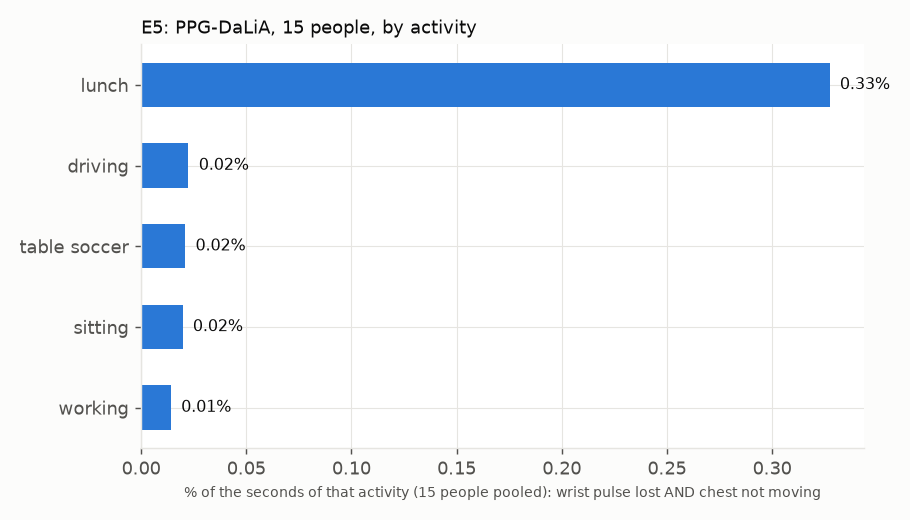 E5: PPG-DaLiA, 15 people, by activity
lunch
0.33%
driving
0.02%
table soccer
0.02%
sitting
0.02%
working
0.01%
0.00 0.05 0.10 0.15 0.20 0.25 0.30
% of the seconds of that activity (15 people pooled): wrist pulse lost AND chest not moving